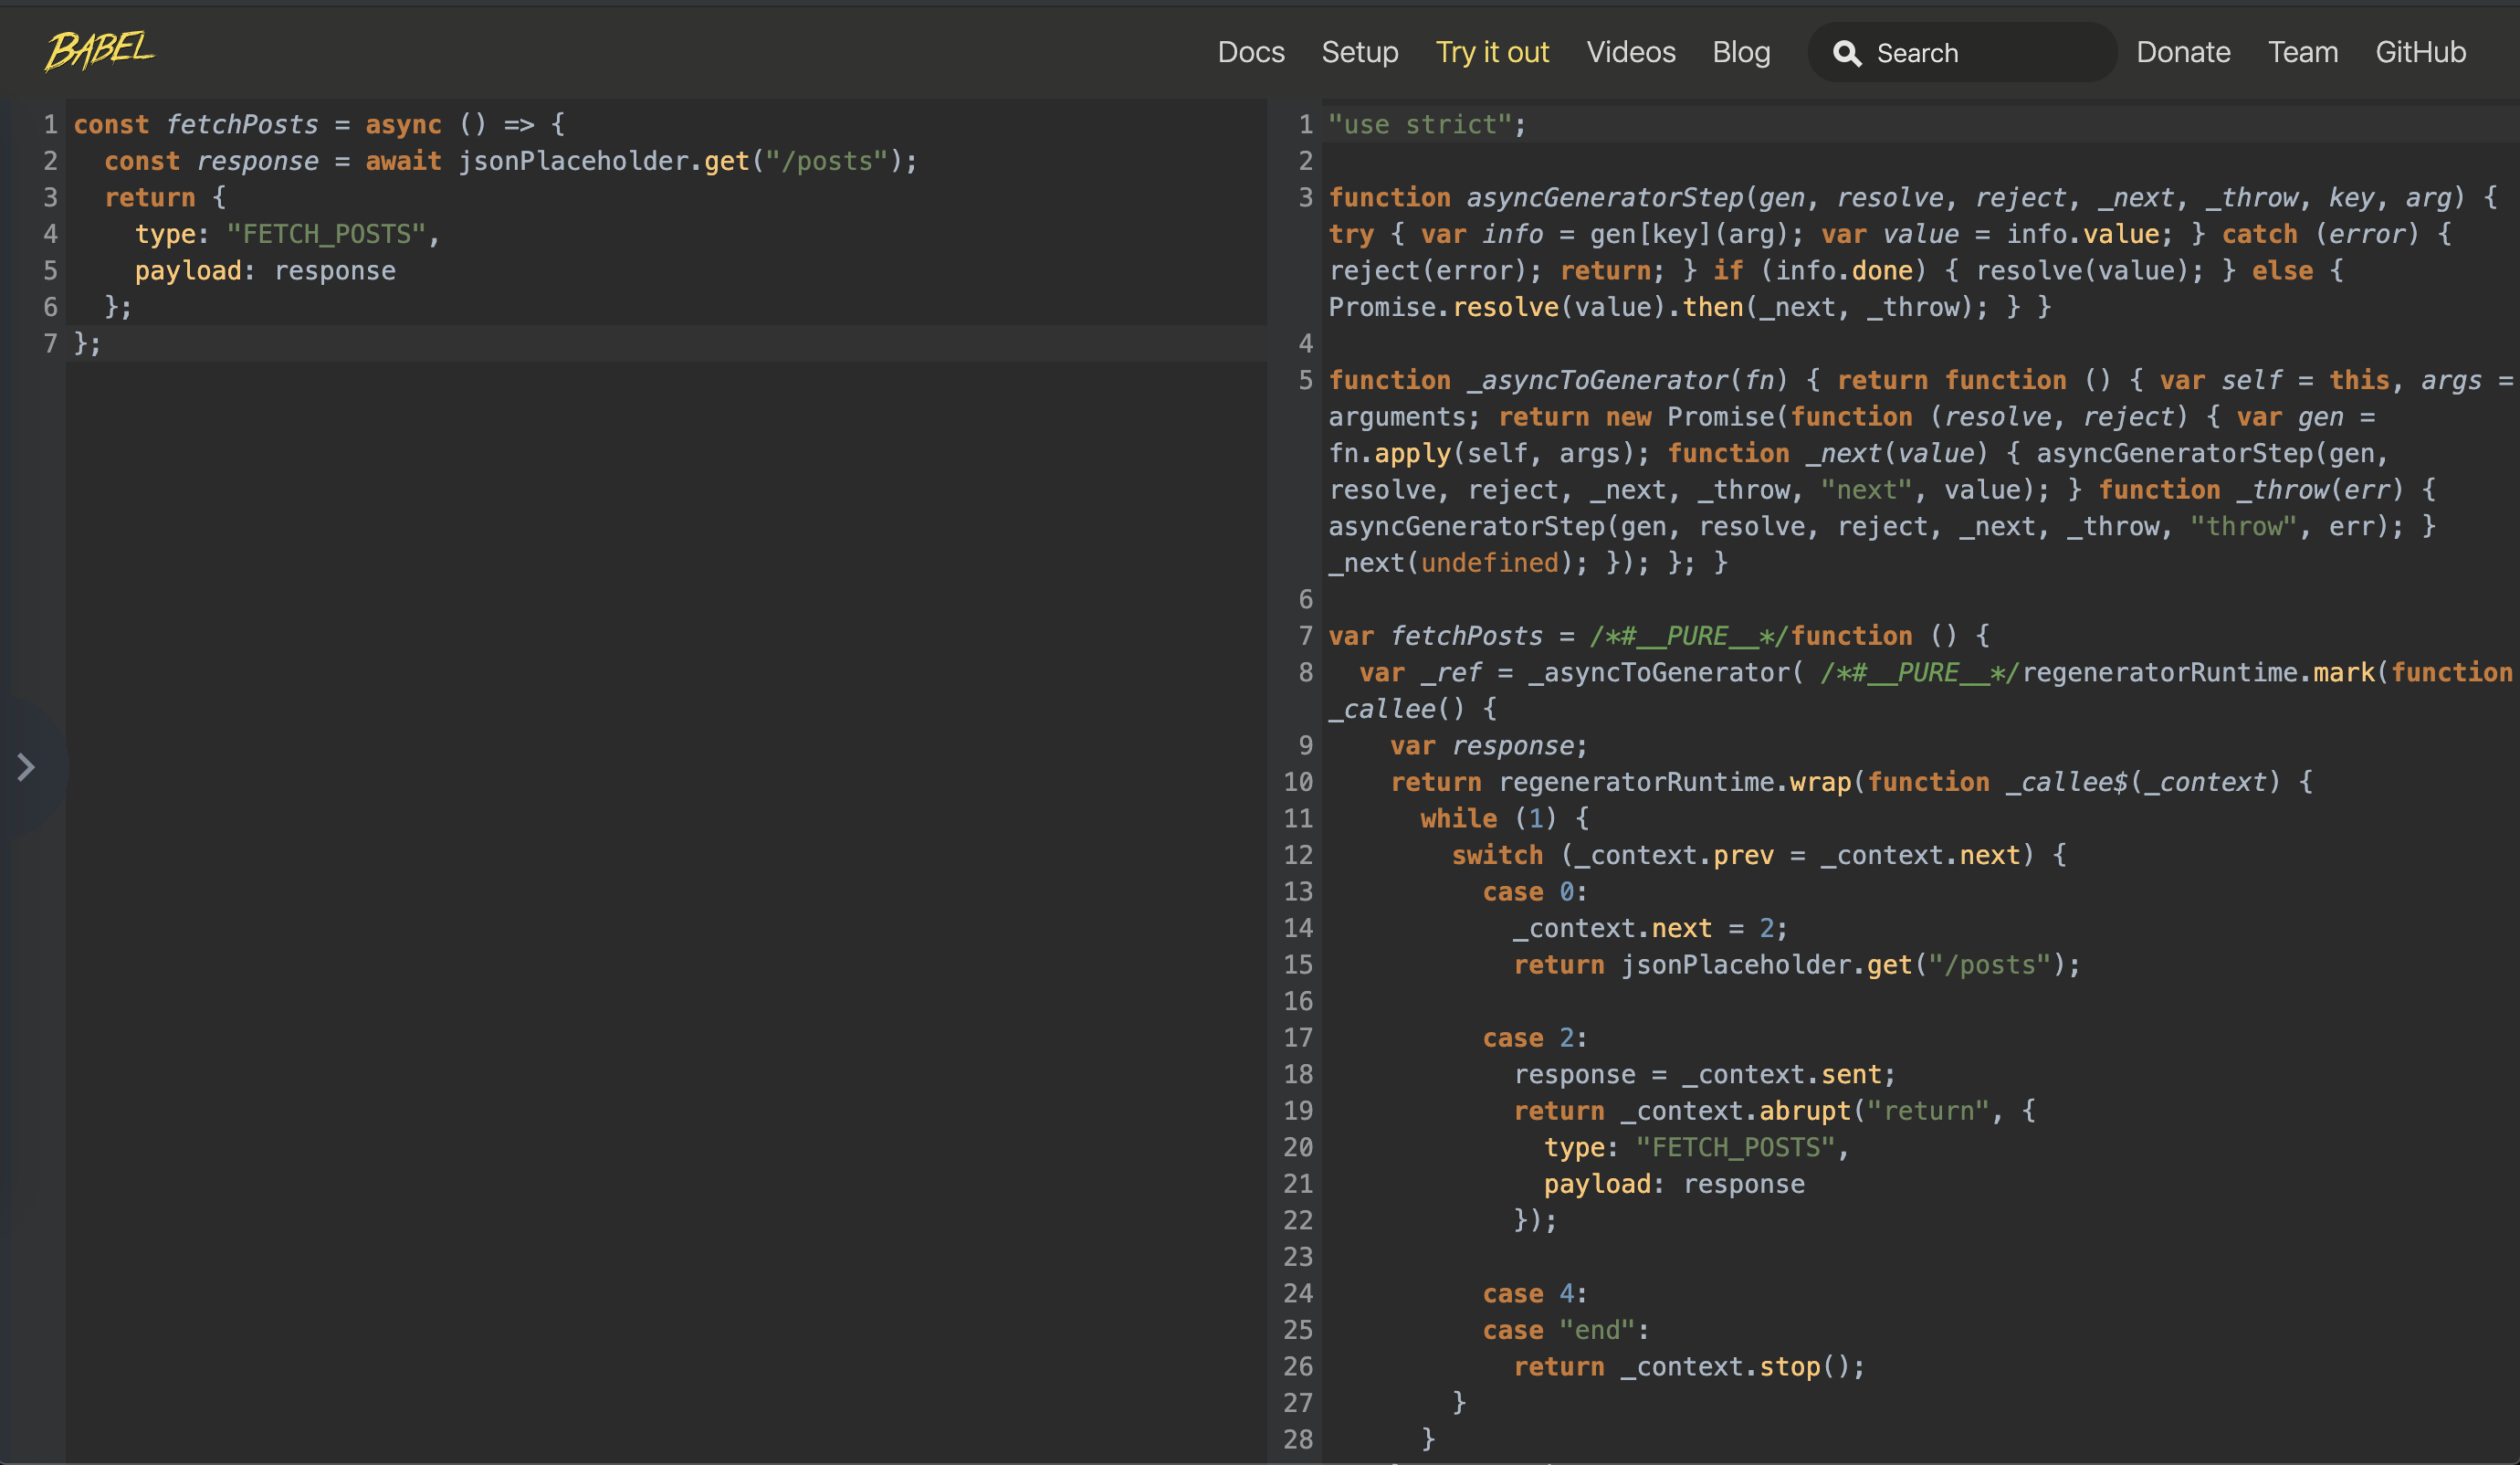 BABEL
Docs Setup Try it out Videos Blog Search Donate Team GitHub
1 const fetchPosts = async () => {
2   const response = await jsonPlaceholder.get("/posts");
3   return {
4     type: "FETCH_POSTS",
5     payload: response
6   };
7 };
1 "use strict";
2
3 function asyncGeneratorStep(gen, resolve, reject, _next, _throw, key, arg) {
try { var info = gen[key](arg); var value = info.value; } catch (error) {
reject(error); return; } if (info.done) { resolve(value); } else {
Promise.resolve(value).then(_next, _throw); } }
4
5 function _asyncToGenerator(fn) { return function () { var self = this, args =
arguments; return new Promise(function (resolve, reject) { var gen =
fn.apply(self, args); function _next(value) { asyncGeneratorStep(gen,
resolve, reject, _next, _throw, "next", value); } function _throw(err) {
asyncGeneratorStep(gen, resolve, reject, _next, _throw, "throw", err); }
_next(undefined); }); }; }
6
7 var fetchPosts = /*#__PURE__*/function () {
8   var _ref = _asyncToGenerator( /*#__PURE__*/regeneratorRuntime.mark(function
_callee() {
9     var response;
10     return regeneratorRuntime.wrap(function _callee$(_context) {
11       while (1) {
12         switch (_context.prev = _context.next) {
13           case 0:
14             _context.next = 2;
15             return jsonPlaceholder.get("/posts");
16
17           case 2:
18             response = _context.sent;
19             return _context.abrupt("return", {
20               type: "FETCH_POSTS",
21               payload: response
22             });
23
24           case 4:
25           case "end":
26             return _context.stop();
27         }
28       }